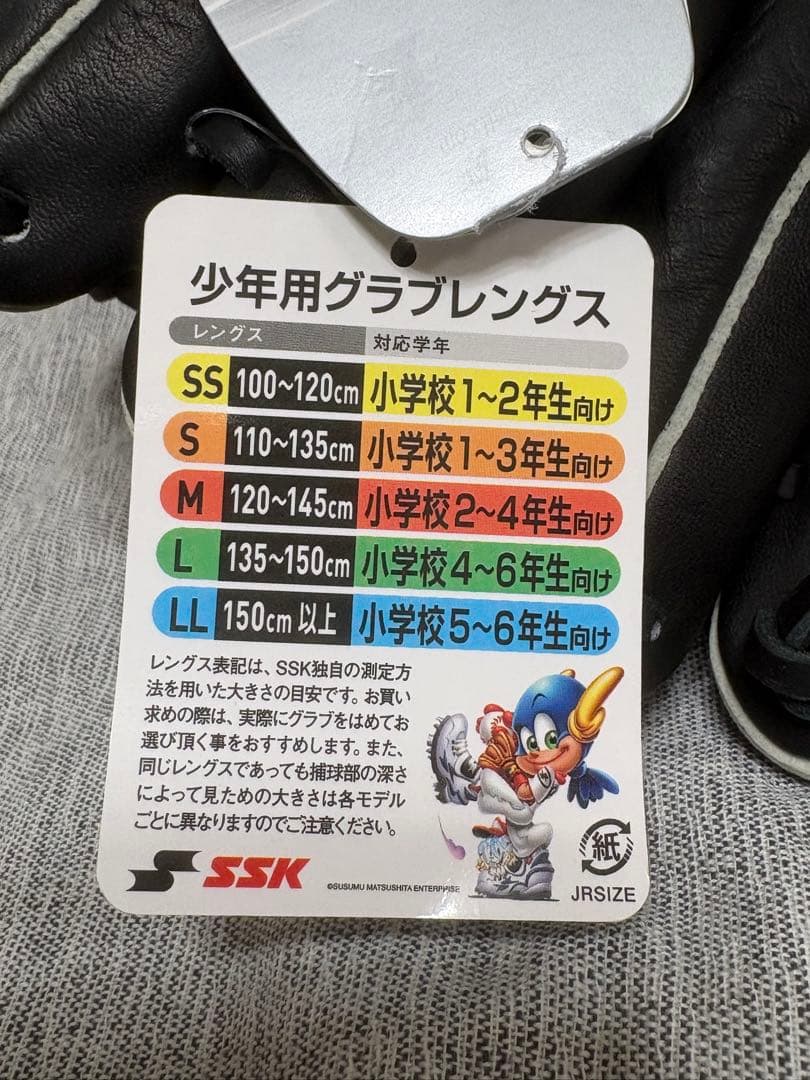 少年用グラブレングス
レングス 対応学年
SS 100~120cm 小学校1~2年生向け
S 110~135cm 小学校1~3年生向け
M 120~145cm 小学校2~4年生向け
L 135~150cm 小学校4~6年生向け
LL 150cm 以上 小学校5~6年生向け
レングス表記は、SSK独自の測定方
法を用いた大きさの目安です。お買い
求めの際は、実際にグラブをはめてお
選び頂く事をおすすめします。また、
同じレングスであっても捕球部の深さ
によって見ための大きさは各モデル
ごとに異なりますのでご注意ください。
SSK
©SUSUMU MATSUSHITA ENTERPRISE
紙
JRSIZE